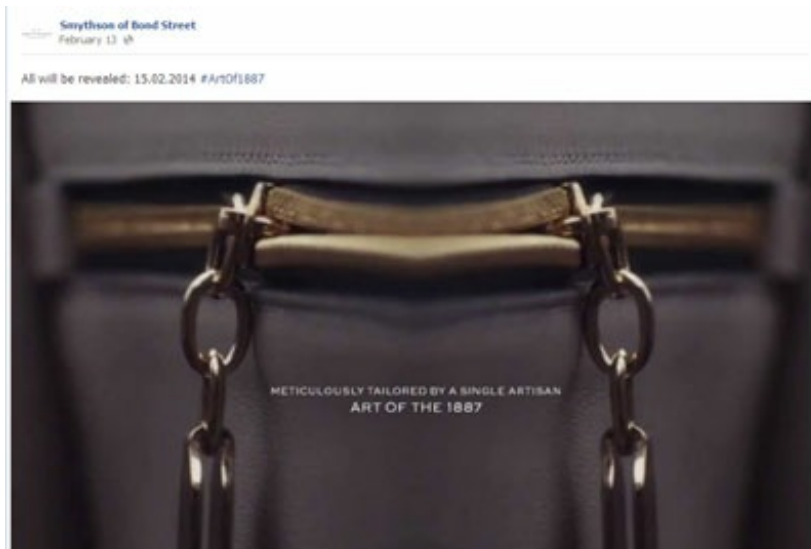 Smythson of Bond Street
February 13
All will be revealed: 15.02.2014 #ArtOf1887
METICULOUSLY TAILORED BY A SINGLE ARTISAN
ART OF THE 1887